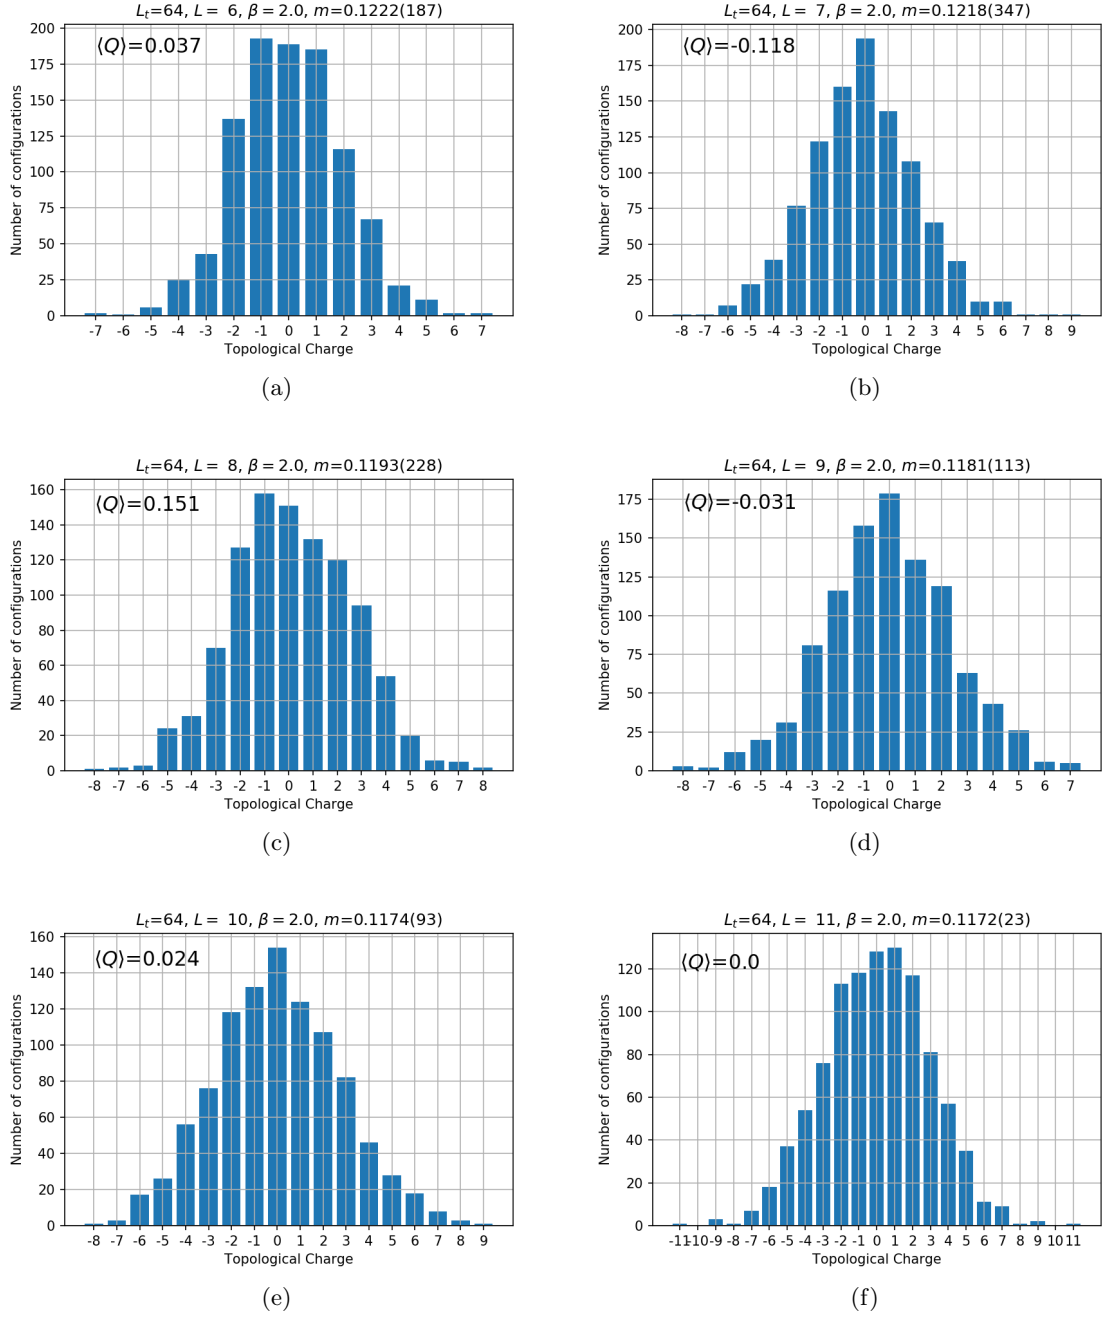 L_t=64, L= 6, β=2.0, m=0.1222(187)
⟨Q⟩=0.037
Number of configurations
200
175
150
125
100
75
50
25
0
-7 -6 -5 -4 -3 -2 -1 0 1 2 3 4 5 6 7
Topological Charge
(a)
L_t=64, L= 7, β=2.0, m=0.1218(347)
⟨Q⟩=-0.118
Number of configurations
200
175
150
125
100
75
50
25
0
-8 -7 -6 -5 -4 -3 -2 -1 0 1 2 3 4 5 6 7 8 9
Topological Charge
(b)
L_t=64, L= 8, β=2.0, m=0.1193(228)
⟨Q⟩=0.151
Number of configurations
160
140
120
100
80
60
40
20
0
-8 -7 -6 -5 -4 -3 -2 -1 0 1 2 3 4 5 6 7 8
Topological Charge
(c)
L_t=64, L= 9, β=2.0, m=0.1181(113)
⟨Q⟩=-0.031
Number of configurations
175
150
125
100
75
50
25
0
-8 -7 -6 -5 -4 -3 -2 -1 0 1 2 3 4 5 6 7
Topological Charge
(d)
L_t=64, L= 10, β=2.0, m=0.1174(93)
⟨Q⟩=0.024
Number of configurations
160
140
120
100
80
60
40
20
0
-8 -7 -6 -5 -4 -3 -2 -1 0 1 2 3 4 5 6 7 8 9
Topological Charge
(e)
L_t=64, L= 11, β=2.0, m=0.1172(23)
⟨Q⟩=0.0
Number of configurations
120
100
80
60
40
20
0
-11 -10 -9 -8 -7 -6 -5 -4 -3 -2 -1 0 1 2 3 4 5 6 7 8 9 10 11
Topological Charge
(f)